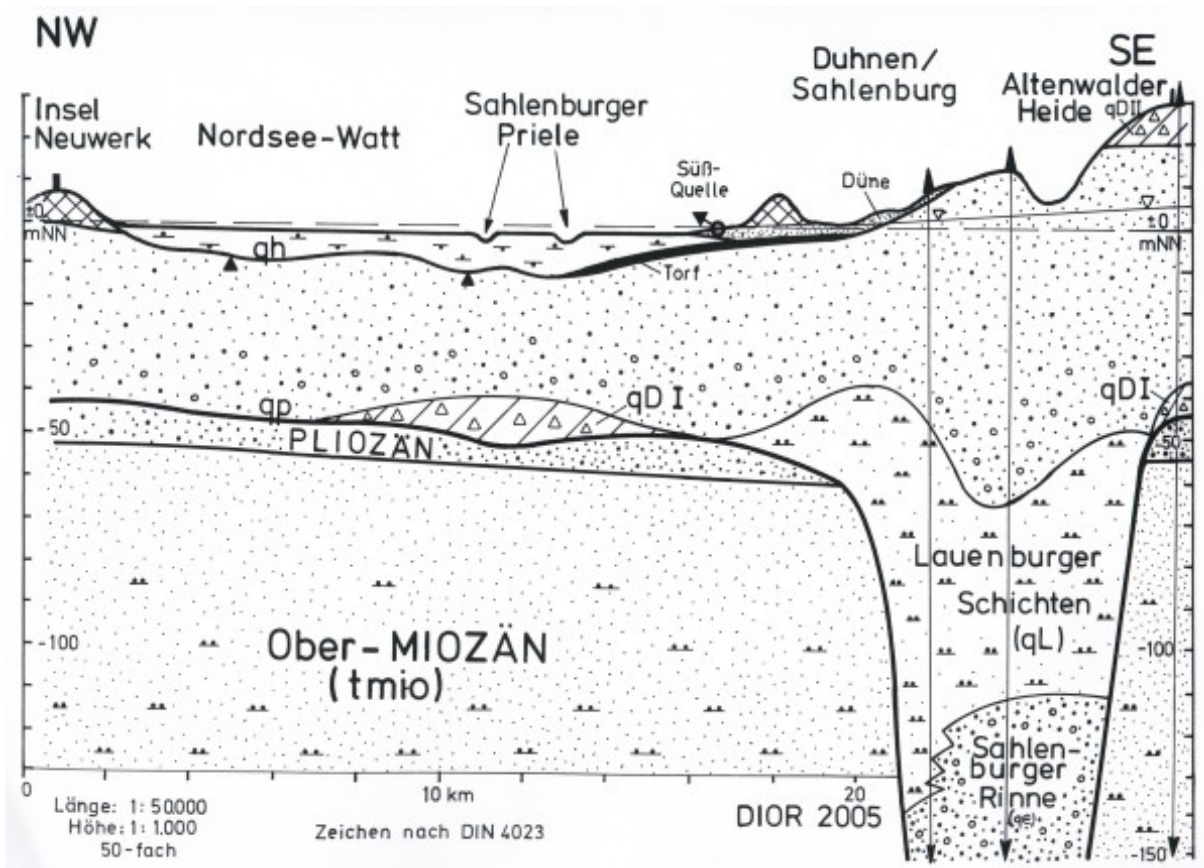 NW
SE
Insel
Neuwerk
Nordsee-Watt
Sahlenburger
Priele
Duhnen/
Sahlenburg
Altenwalder
Heide
qDII
Süß-
Quelle
Düne
±0
mNN
±0
mNN
qh
Torf
qp
qD I
qDI
PLIOZÄN
-50
-50
Lauenburger
Schichten
(qL)
Ober-MIOZÄN
(tmio)
-100
-100
Sahlen-
burger
Rinne
(qe)
-150
0
10 km
20
Länge: 1:50.000
Höhe: 1:1.000
50-fach
Zeichen nach DIN 4023
DIOR 2005